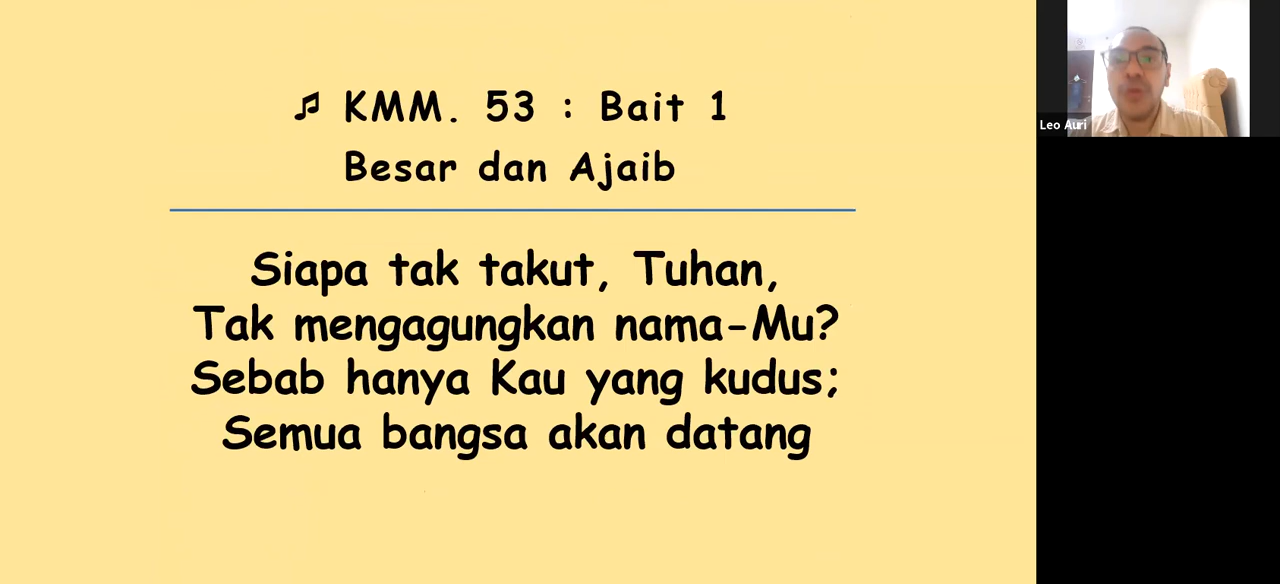 ♫ KMM. 53 : Bait 1
Besar dan Ajaib
Siapa tak takut, Tuhan,
Tak mengagungkan nama-Mu?
Sebab hanya Kau yang kudus;
Semua bangsa akan datang
Leo Auri